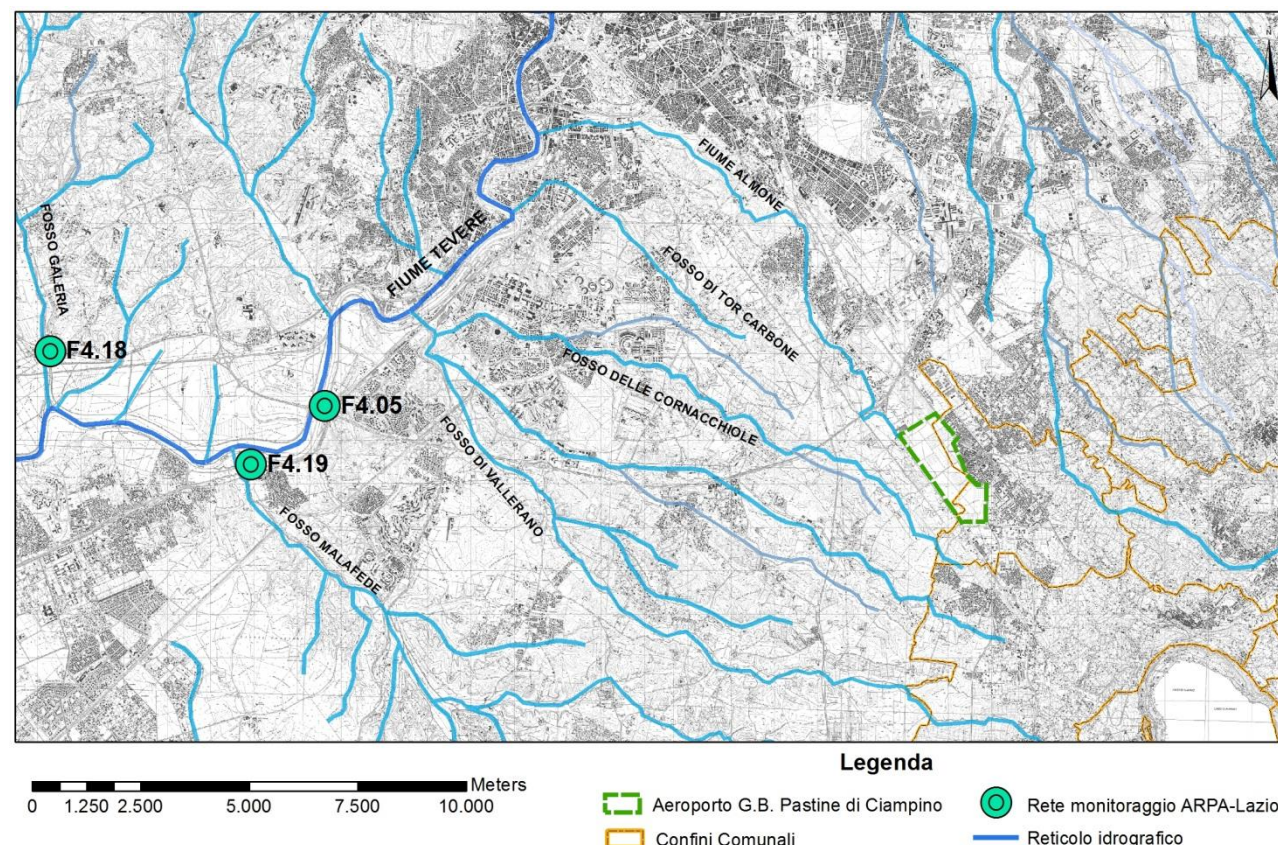 FIUME ALMONE
FIUME TEVERE
FOSSO GALERIA
FOSSO DI TOR CARBONE
F4.18
FOSSO DELLE CORNACCHIOLE
F4.05
FOSSO DI VALLERANO
F4.19
FOSSO MALAFEDE
Legenda
Meters
0 1.250 2.500 5.000 7.500 10.000
Aeroporto G.B. Pastine di Ciampino
Rete monitoraggio ARPA-Lazio
Confini Comunali
Reticolo idrografico